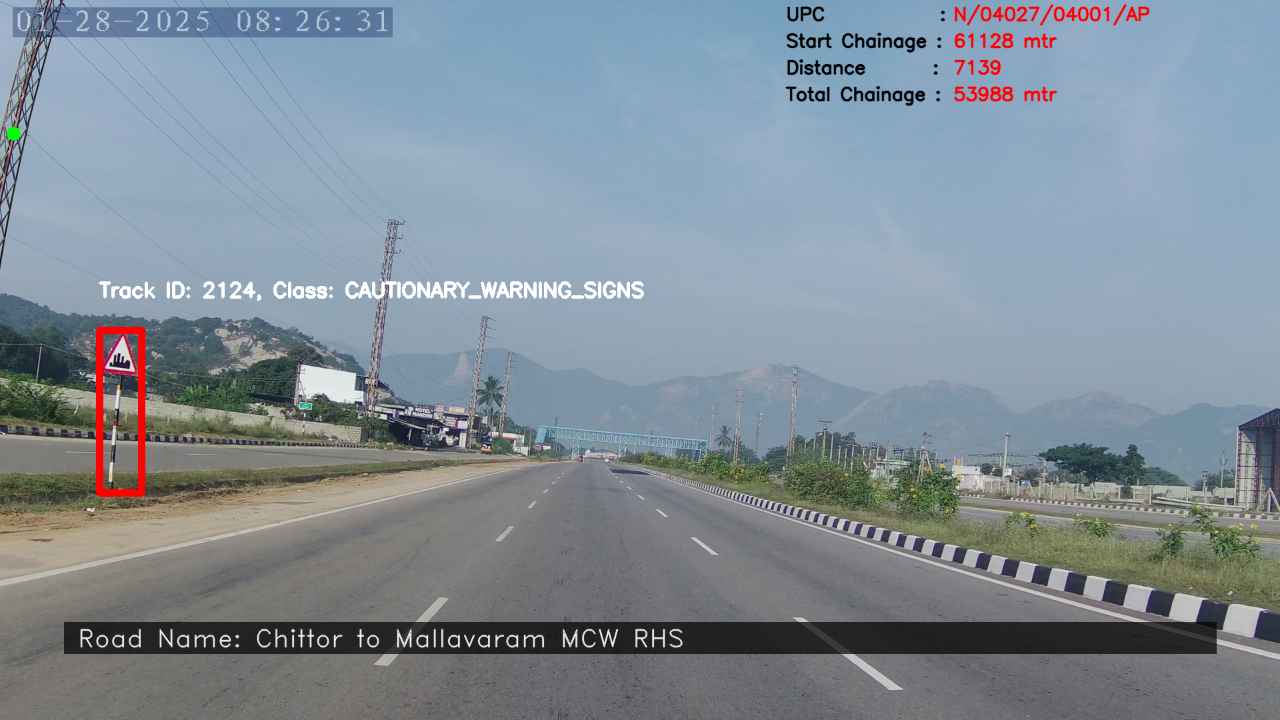 01-28-2025 08:26:31
UPC : N/04027/04001/AP
Start Chainage : 61128 mtr
Distance : 7139
Total Chainage : 53988 mtr
Track ID: 2124, Class: CAUTIONARY_WARNING_SIGNS
HOTEL
Road Name: Chittor to Mallavaram MCW RHS